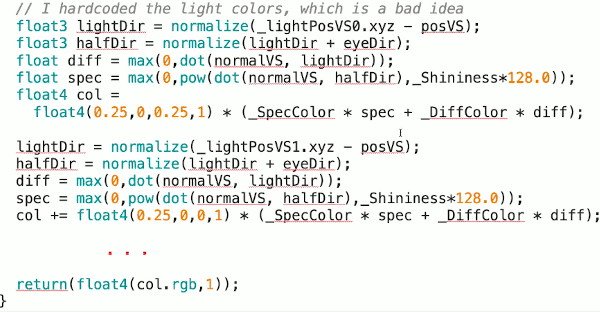 // I hardcoded the light colors, which is a bad idea
float3 lightDir = normalize(_lightPosVS0.xyz – posVS);
float3 halfDir = normalize(lightDir + eyeDir);
float diff = max(0,dot(normalVS, lightDir));
float spec = max(0,pow(dot(normalVS, halfDir),_Shininess*128.0));
float4 col =
float4(0.25,0,0.25,1) * (_SpecColor * spec + _DiffColor * diff);
lightDir = normalize(_lightPosVS1.xyz – posVS);
halfDir = normalize(lightDir + eyeDir);
diff = max(0,dot(normalVS, lightDir));
spec = max(0,pow(dot(normalVS, halfDir),_Shininess*128.0));
col += float4(0.25,0,0,1) * (_SpecColor * spec + _DiffColor * diff);
. . .
return(float4(col.rgb,1));
}